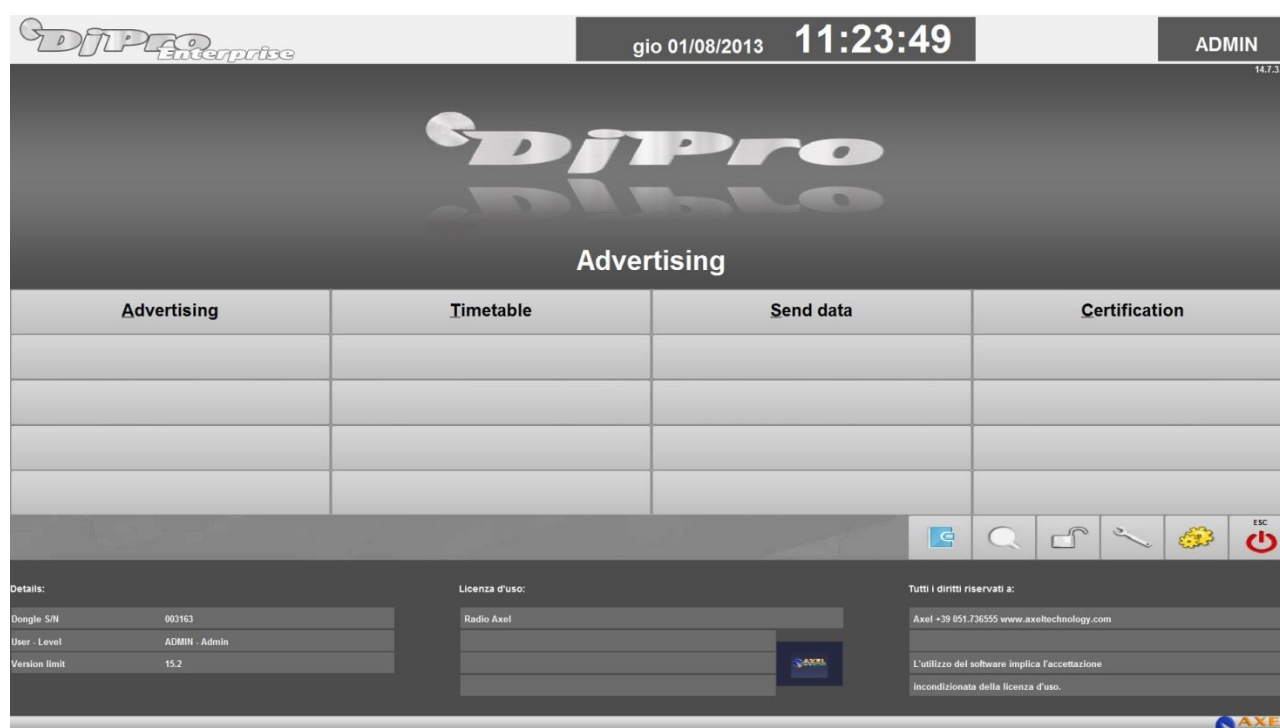 DjPro
Enterprise
gio 01/08/2013 11:23:49
ADMIN
14.7.3
DjPro
Advertising
Advertising Timetable Send data Certification
ESC
Details: Licenza d'uso: Tutti i diritti riservati a:
Dongle S/N 003163 Radio Axel Axel +39 051.736555 www.axeltechnology.com
User - Level ADMIN - Admin
Version limit 15.2 AXEL L'utilizzo del software implica l'accettazione
incondizionata della licenza d'uso.
AXE